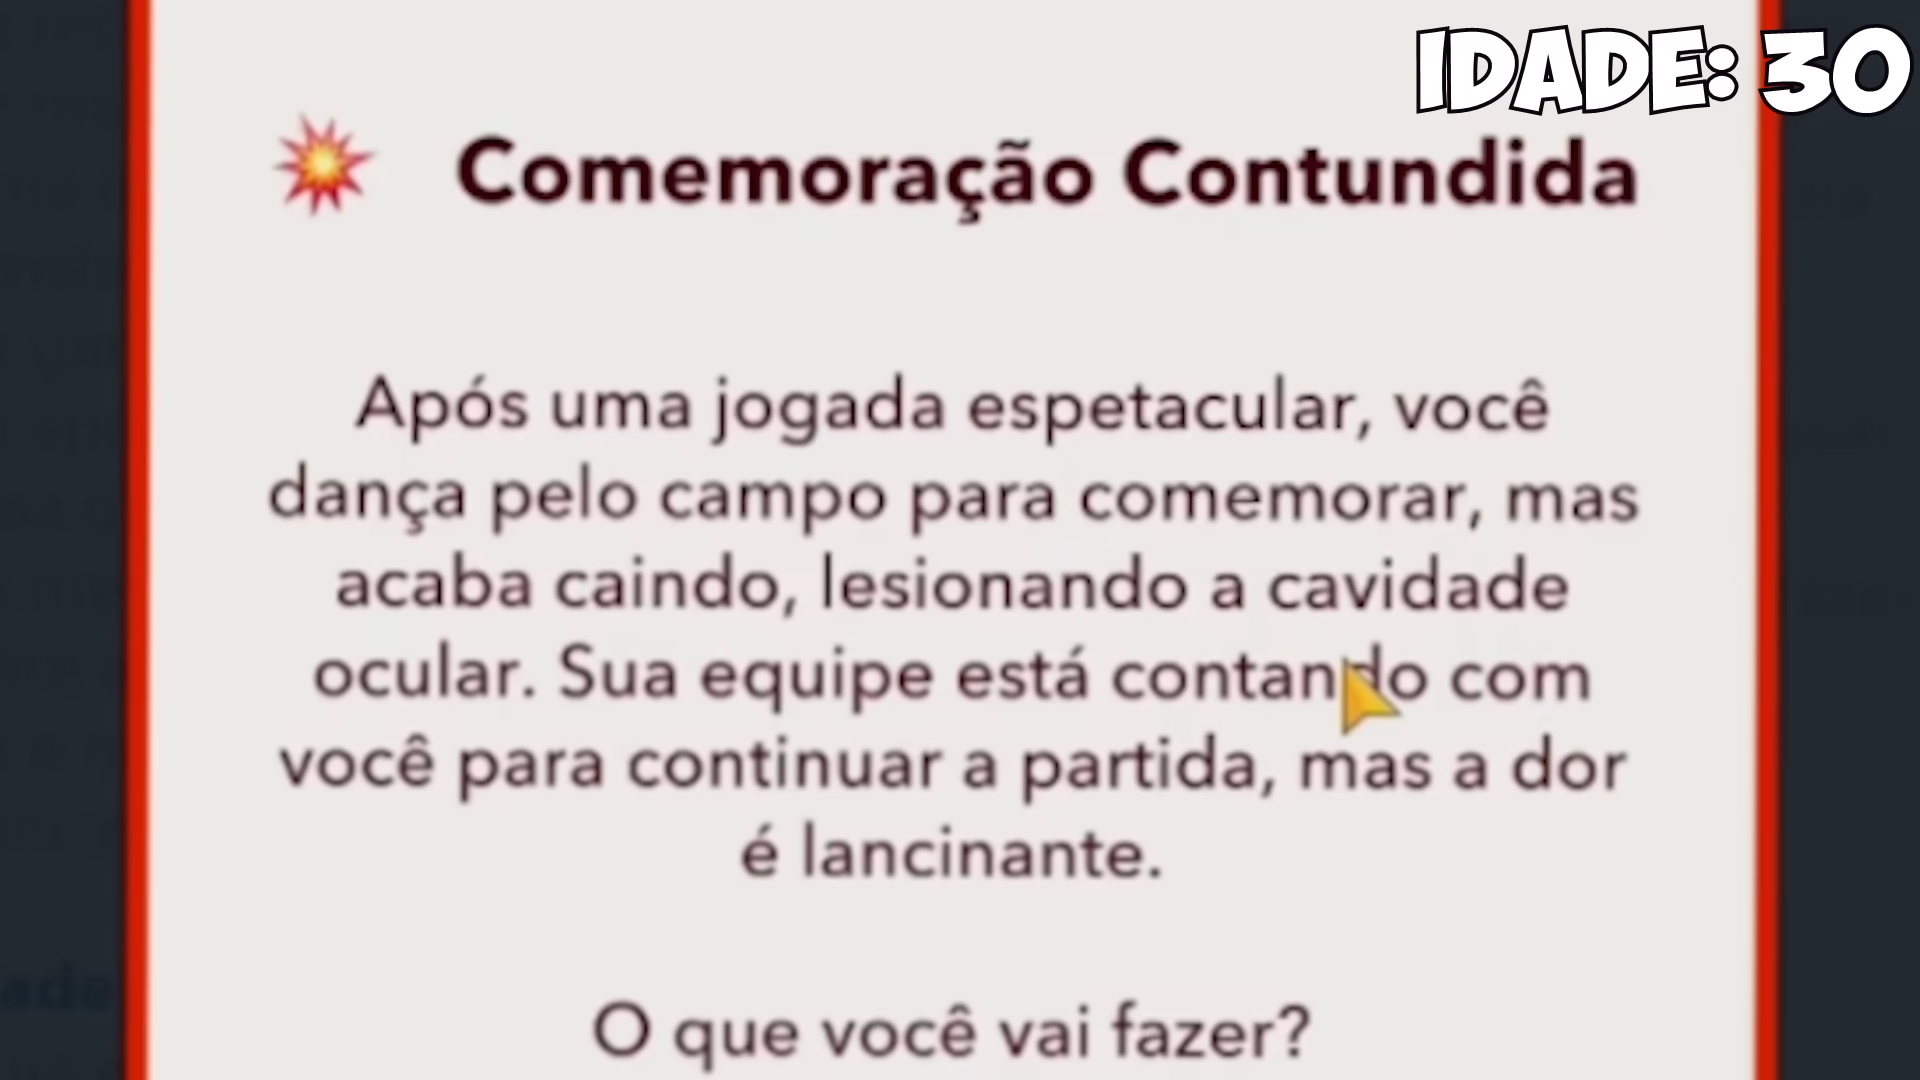 IDADE: 30
Comemoração Contundida
Após uma jogada espetacular, você
dança pelo campo para comemorar, mas
acaba caindo, lesionando a cavidade
ocular. Sua equipe está contando com
você para continuar a partida, mas a dor
é lancinante.
O que você vai fazer?